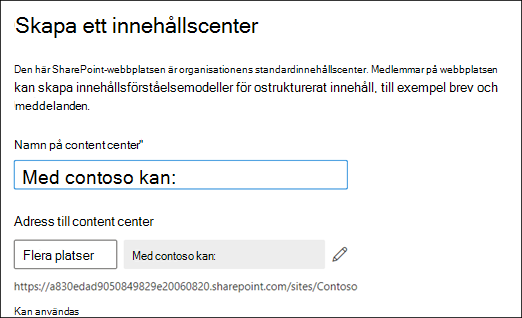 Skapa ett innehållscenter
Den här SharePoint-webbplatsen är organisationens standardinnehållscenter. Medlemmar på webbplatsen
kan skapa innehållsförståelsemodeller för ostrukturerat innehåll, till exempel brev och
meddelanden.
Namn på content center"
Med contoso kan:
Adress till content center
Flera platser
Med contoso kan:
https://a830edad9050849829e20060820.sharepoint.com/sites/Contoso
Kan användas